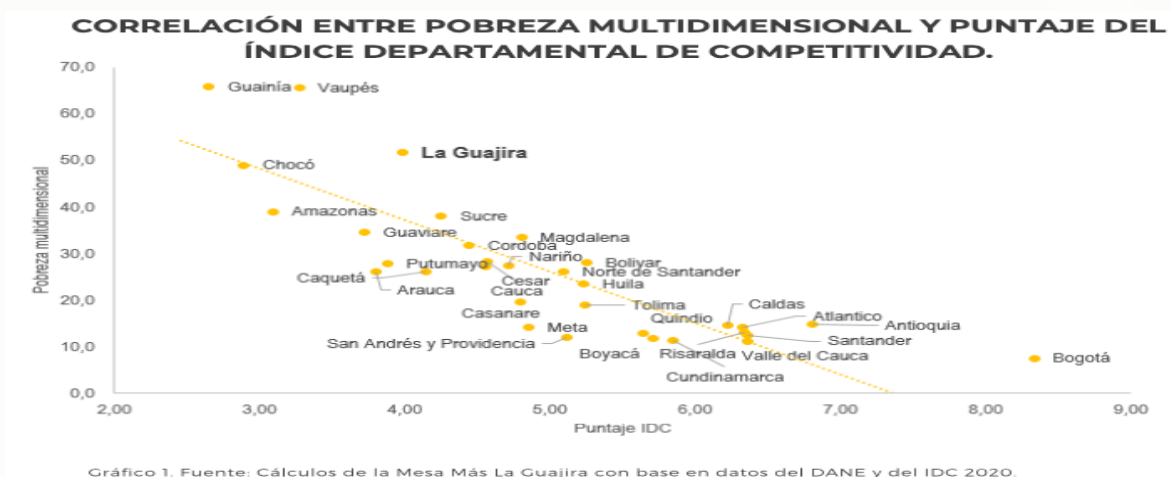 CORRELACIÓN ENTRE POBREZA MULTIDIMENSIONAL Y PUNTAJE DEL
ÍNDICE DEPARTAMENTAL DE COMPETITIVIDAD.
70,0
60,0
50,0
40,0
30,0
20,0
10,0
0,0
Pobreza multidimensional
Guainía
Vaupés
La Guajira
Chocó
Amazonas
Sucre
Guaviare
Magdalena
Cordoba
Nariño
Putumayo
Bolivar
Caquetá
Norte de Santander
Arauca
Cesar
Huila
Cauca
Casanare
Tolima
Caldas
Quindio
Atlantico
Antioquia
Meta
Santander
San Andrés y Providencia
Boyacá
Risaralda
Valle del Cauca
Bogotá
Cundinamarca
2,00
3,00
4,00
5,00
6,00
7,00
8,00
9,00
Puntaje IDC
Gráfico 1. Fuente: Cálculos de la Mesa Más La Guajira con base en datos del DANE y del IDC 2020.